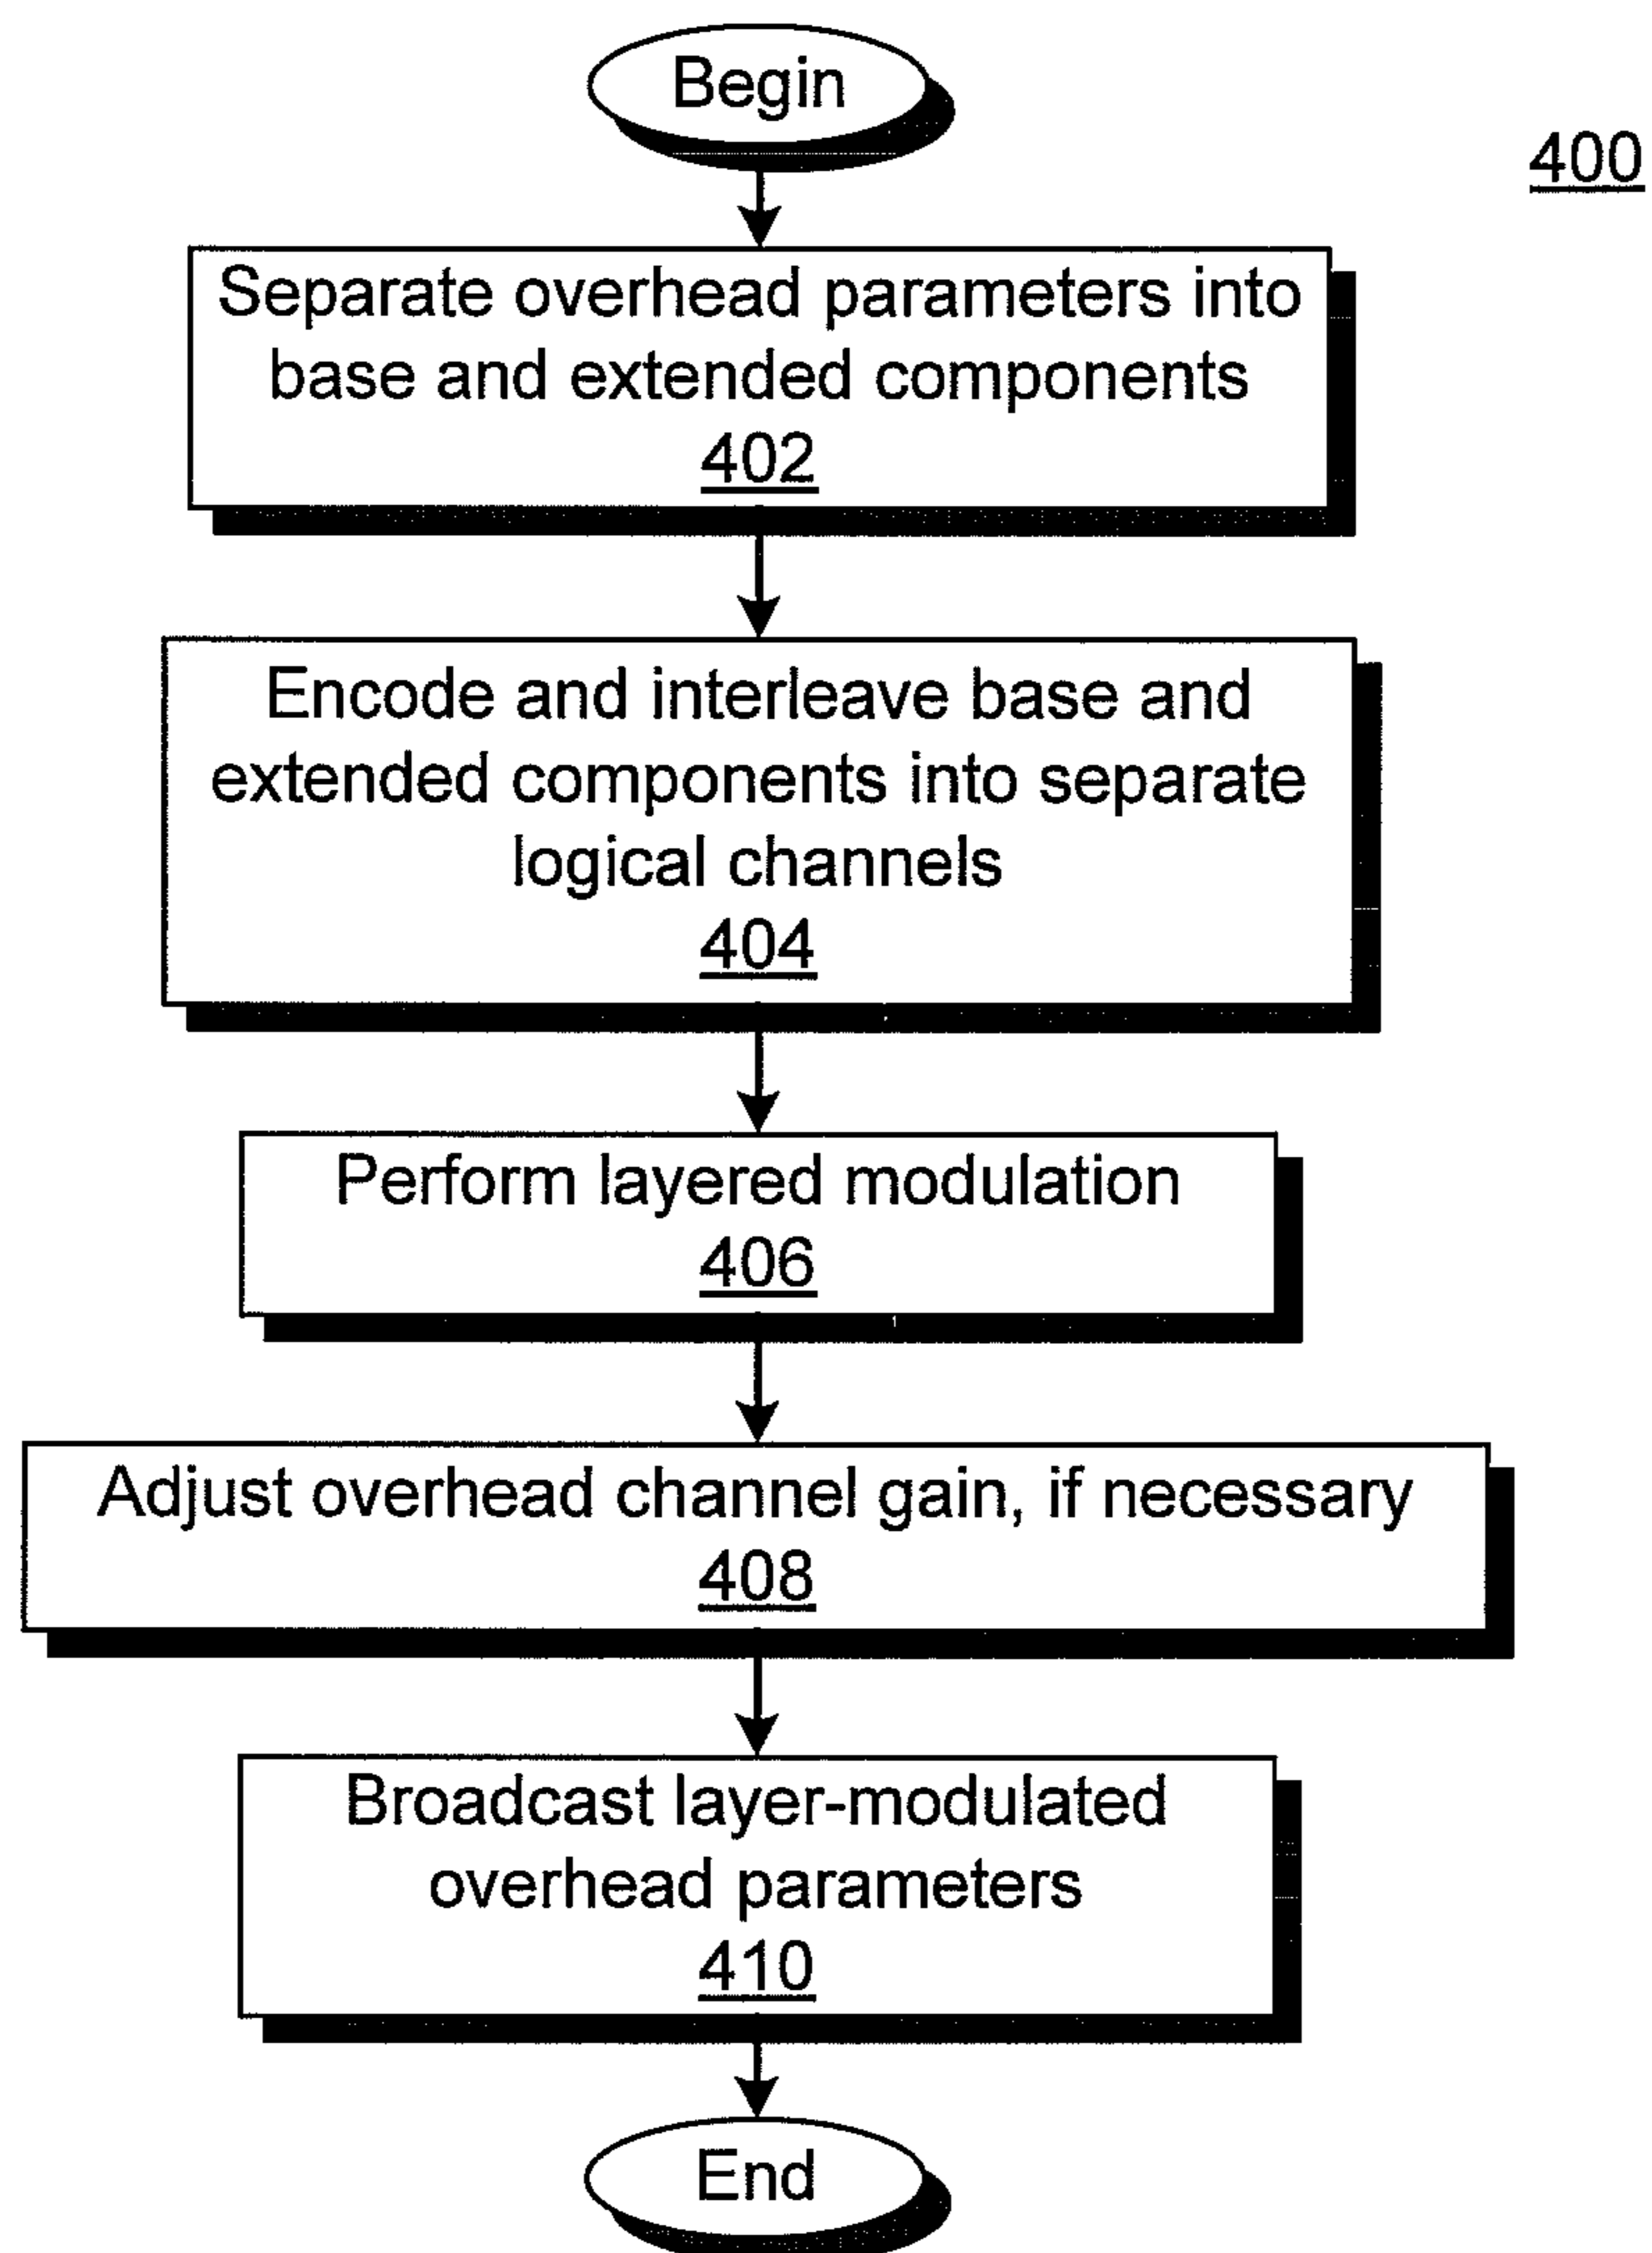 Begin
400
Separate overhead parameters into
base and extended components
402
Encode and interleave base and
extended components into separate
logical channels
404
Perform layered modulation
406
Adjust overhead channel gain, if necessary
408
Broadcast layer-modulated
overhead parameters
410
End